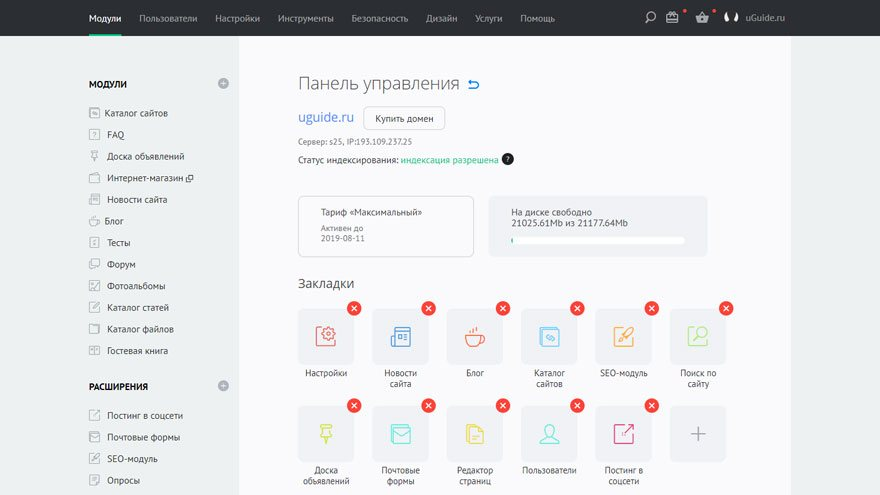 Модули Пользователи Настройки Инструменты Безопасность Дизайн Услуги Помощь uGuide.ru
МОДУЛИ
Каталог сайтов
FAQ
Доска объявлений
Интернет-магазин
Новости сайта
Блог
Тесты
Форум
Фотоальбомы
Каталог статей
Каталог файлов
Гостевая книга
РАСШИРЕНИЯ
Постинг в соцсети
Почтовые формы
SEO-модуль
Опросы
Панель управления
uguide.ru Купить домен
Сервер: s25, IP:193.109.237.25
Статус индексирования: индексация разрешена ?
Тариф «Максимальный»
Активен до
2019-08-11
На диске свободно
21025.61Mb из 21177.64Mb
Закладки
Настройки
Новости
сайта
Блог
Каталог
сайтов
SEO-модуль
Поиск по
сайту
Доска
объявлений
Почтовые
формы
Редактор
страниц
Пользователи
Постинг в
соцсети